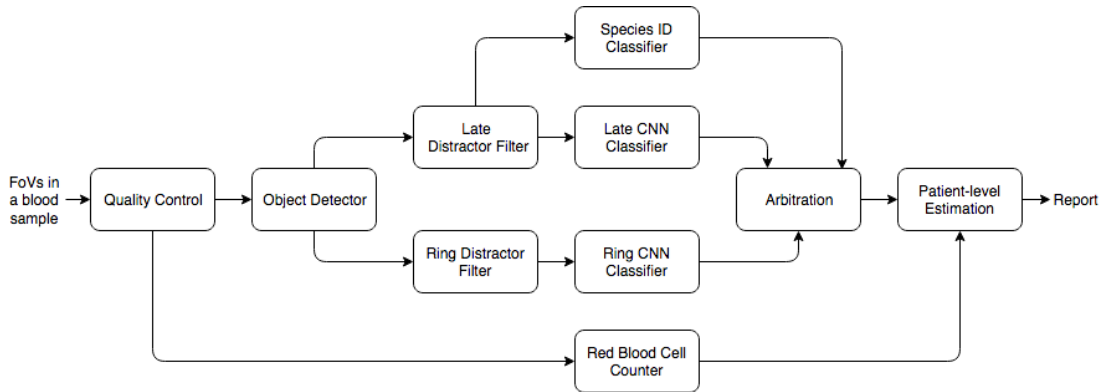 Species ID
Classifier
Late
Distractor Filter
Late CNN
Classifier
FoVs in
a blood
sample
Quality Control
Object Detector
Arbitration
Patient-level
Estimation
Report
Ring Distractor
Filter
Ring CNN
Classifier
Red Blood Cell
Counter